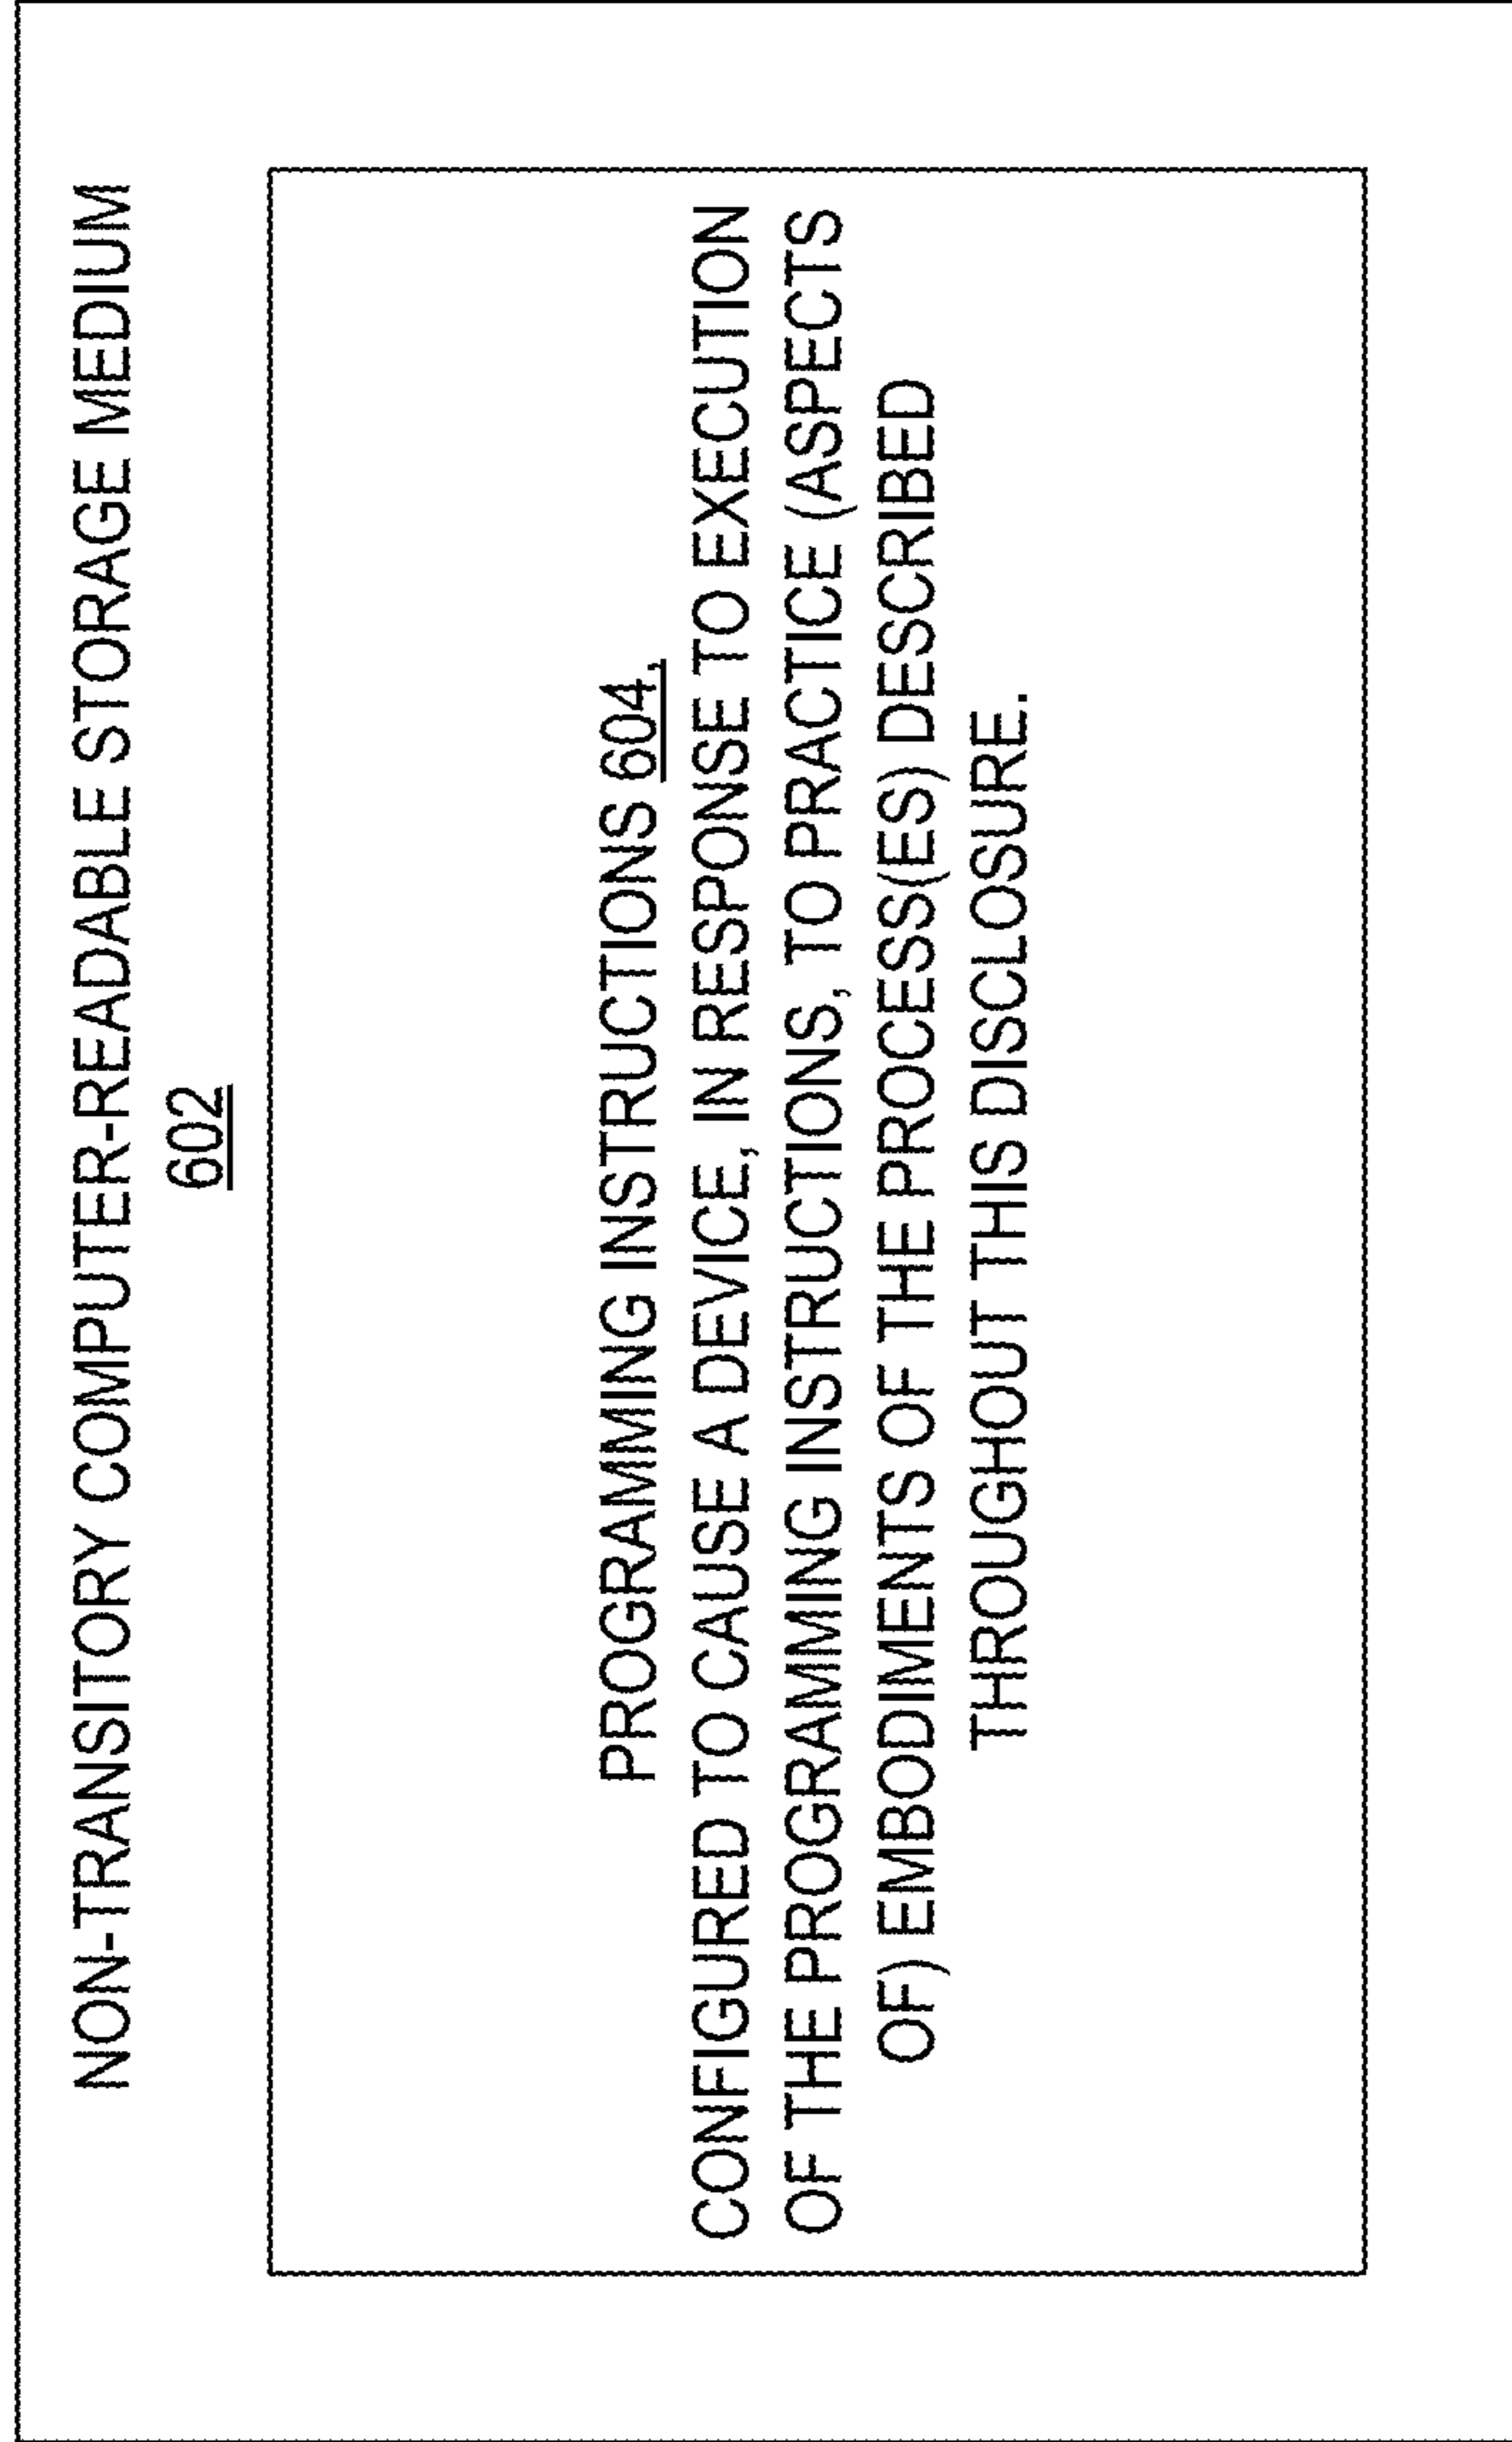 NON-TRANSITORY COMPUTER-READABLE STORAGE MEDIUM
602
PROGRAMMING INSTRUCTIONS 604,
CONFIGURED TO CAUSE A DEVICE, IN RESPONSE TO EXECUTION
OF THE PROGRAMMING INSTRUCTIONS, TO PRACTICE (ASPECTS
OF) EMBODIMENTS OF THE PROCESS(ES) DESCRIBED
THROUGHOUT THIS DISCLOSURE.